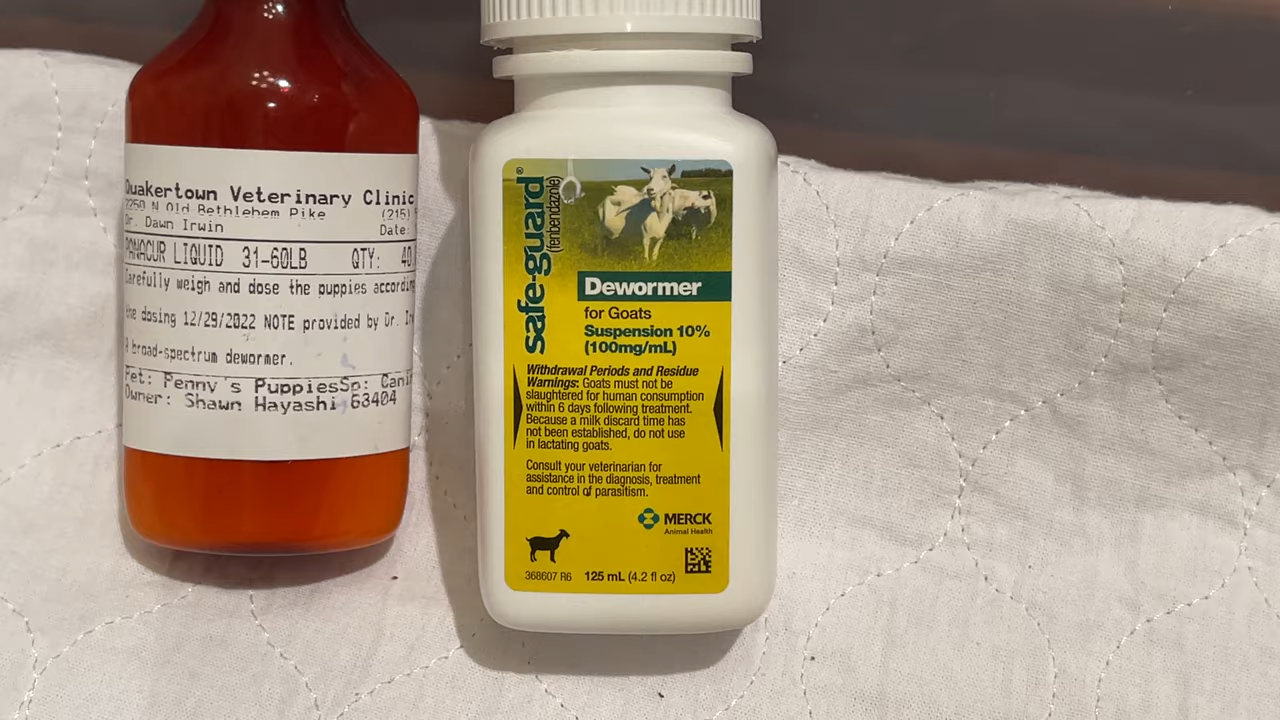 Quakertown Veterinary Clinic
2250 N Old Bethlehem Pike (215)
Dr. Dawn Irwin Date:
PANACUR LIQUID 31-60LB QTY: 40
Carefully weigh and dose the puppies accordin
the dosing 12/29/2022 NOTE provided by Dr. Ir
A broad-spectrum dewormer.
Pet: Penny's Puppies Sp: Cani
Owner: Shawn Hayashi 63404
safe-guard®
(fenbendazole)
Dewormer
for Goats
Suspension 10%
(100mg/mL)
Withdrawal Periods and Residue
Warnings: Goats must not be
slaughtered for human consumption
within 6 days following treatment.
Because a milk discard time has
not been established, do not use
in lactating goats.
Consult your veterinarian for
assistance in the diagnosis, treatment
and control of parasitism.
MERCK
Animal Health
368607 R6 125 mL (4.2 fl oz)